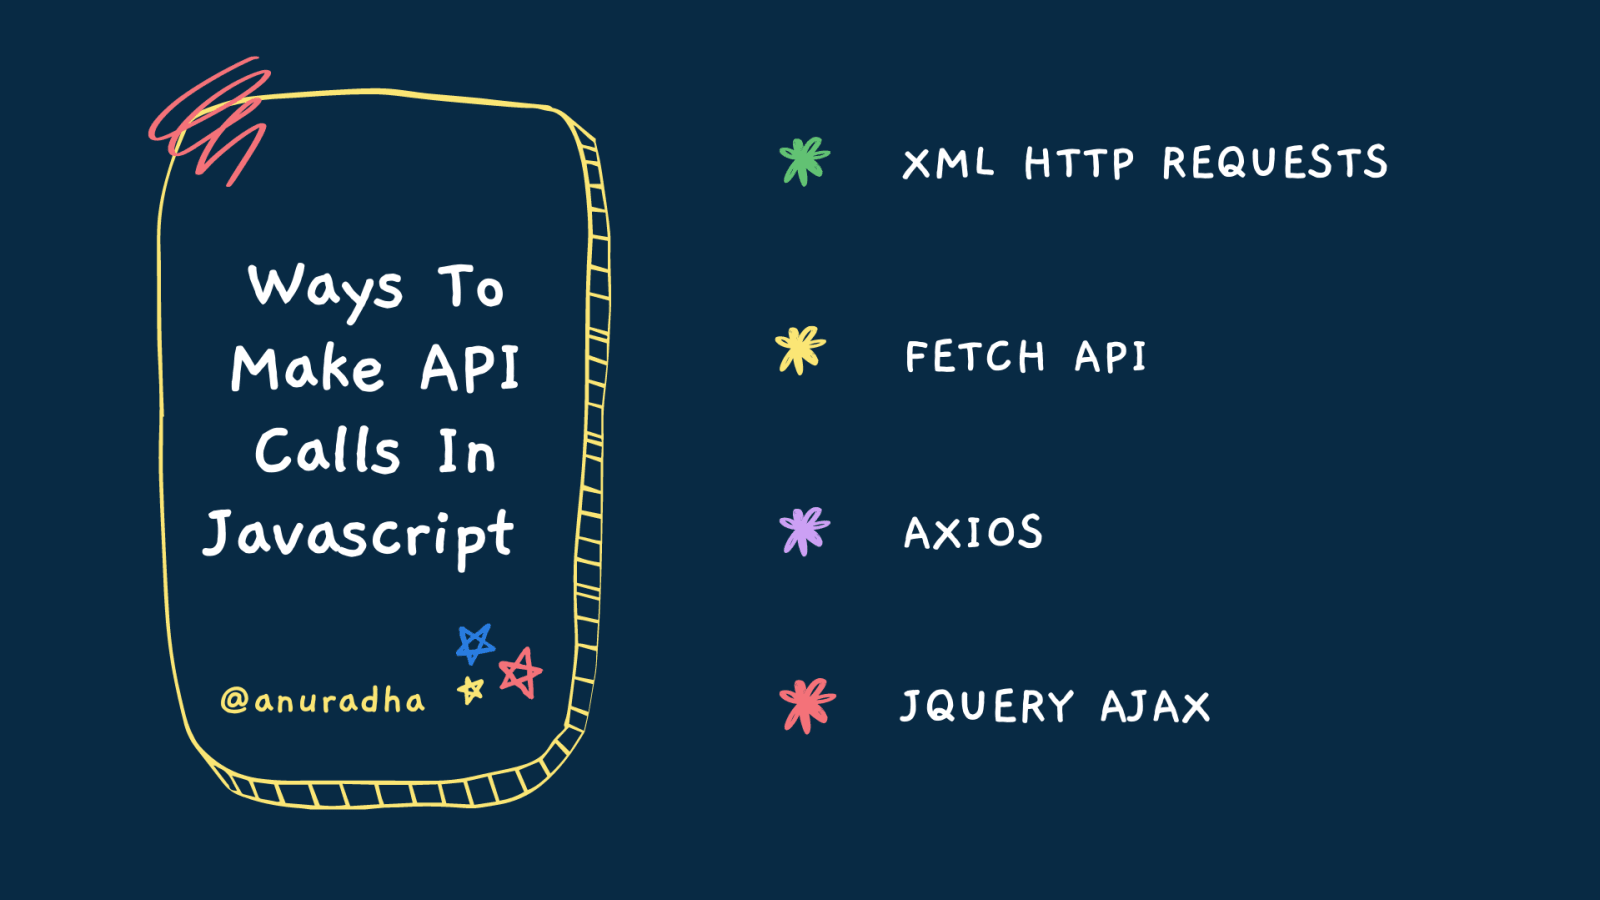 Ways To
Make API
Calls In
Javascript
@anuradha
XML HTTP REQUESTS
FETCH API
AXIOS
JQUERY AJAX